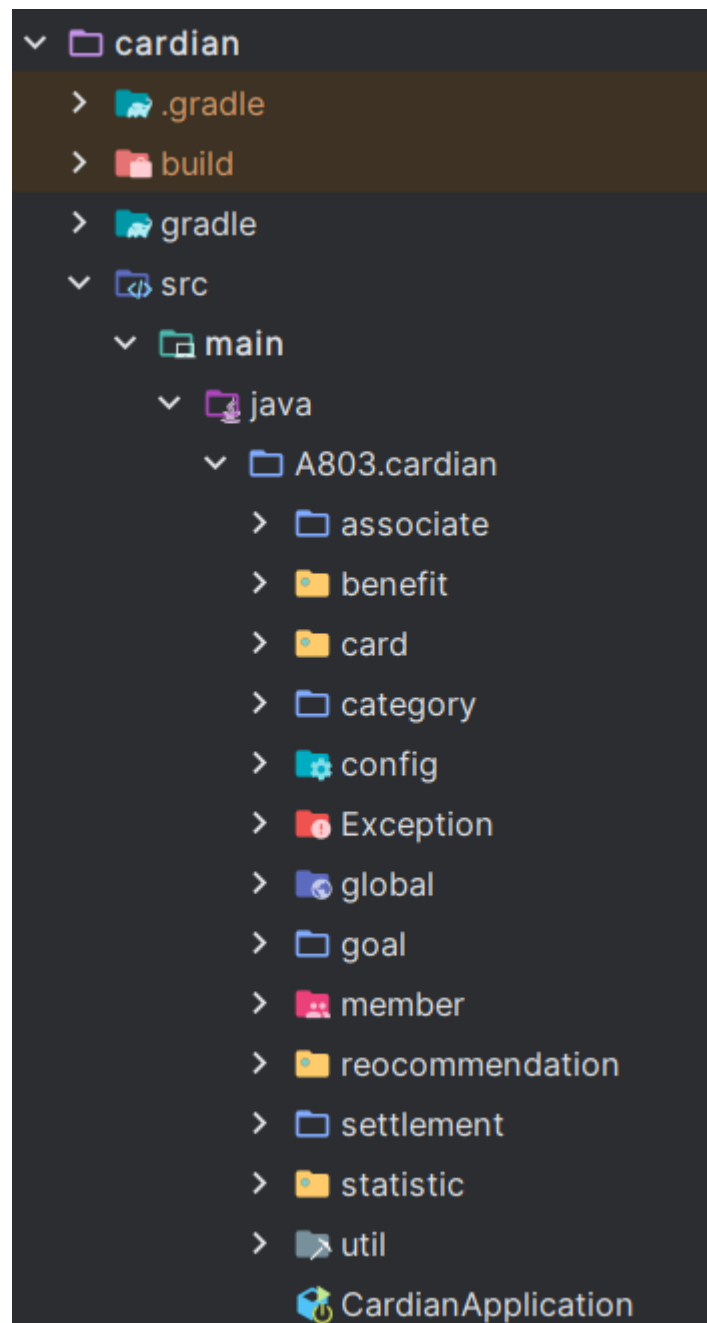 cardian
.gradle
build
gradle
src
main
java
A803.cardian
associate
benefit
card
category
config
Exception
global
goal
member
reocommendation
settlement
statistic
util
CardianApplication